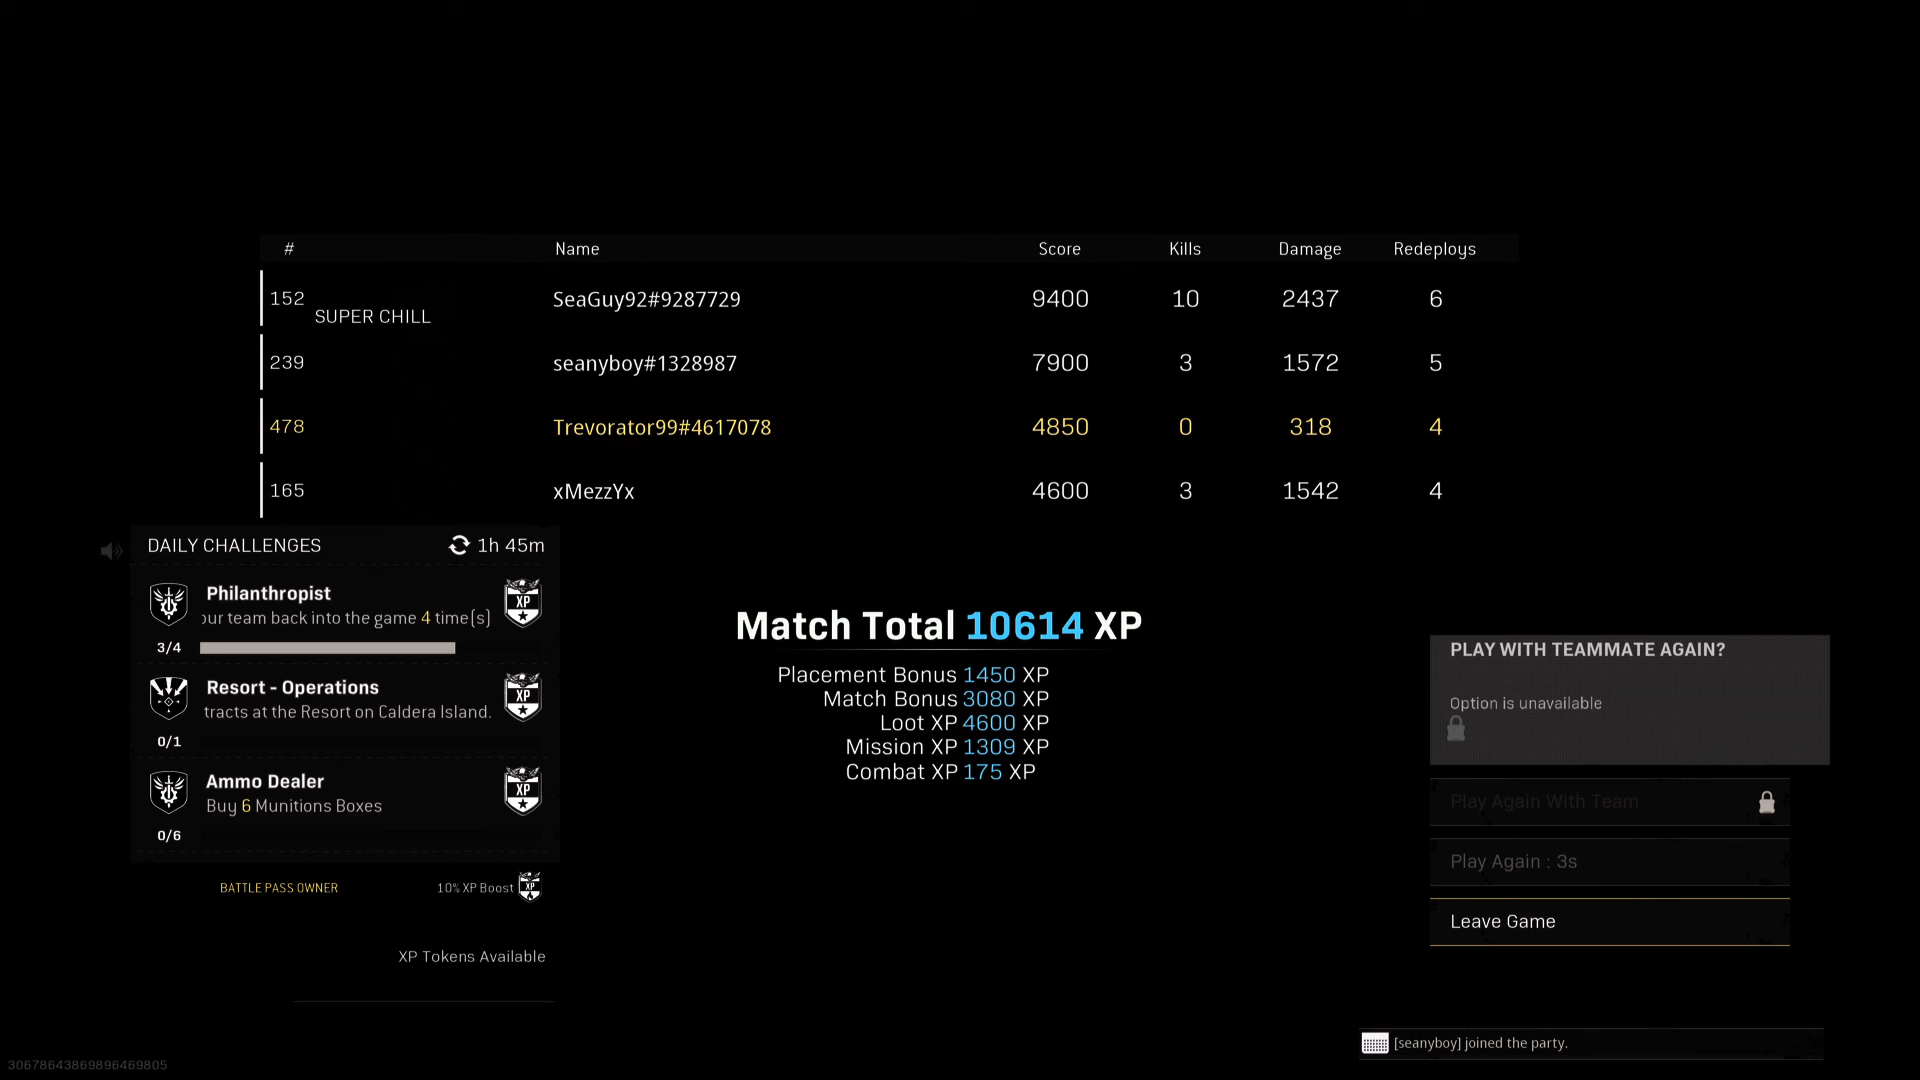 # Name Score Kills Damage Redeploys
152 SUPER CHILL SeaGuy92#9287729 9400 10 2437 6
239 seanyboy#1328987 7900 3 1572 5
478 Trevorator99#4617078 4850 0 318 4
165 xMezzYx 4600 3 1542 4
DAILY CHALLENGES 1h 45m
Philanthropist XP
our team back into the game 4 time(s)
3/4
Resort - Operations XP
tracts at the Resort on Caldera Island.
0/1
Ammo Dealer XP
Buy 6 Munitions Boxes
0/6
BATTLE PASS OWNER 10% XP Boost XP
XP Tokens Available
Match Total 10614 XP
Placement Bonus 1450 XP
Match Bonus 3080 XP
Loot XP 4600 XP
Mission XP 1309 XP
Combat XP 175 XP
PLAY WITH TEAMMATE AGAIN?
Option is unavailable
Play Again With Team
Play Again : 3s
Leave Game
[seanyboy] joined the party.
30678643869896469805